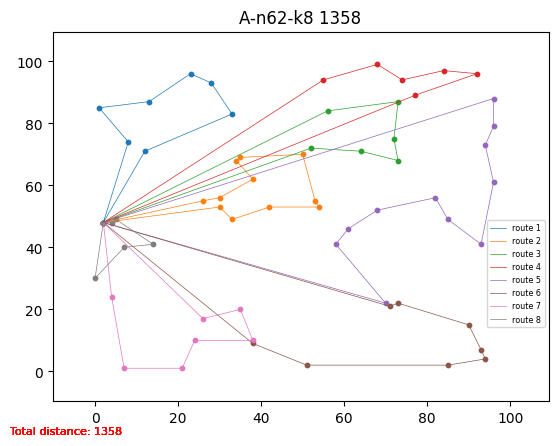 A-n62-k8 1358
100
80
60
40
20
0
0 20 40 60 80 100
route 1
route 2
route 3
route 4
route 5
route 6
route 7
route 8
Total distance: 1358